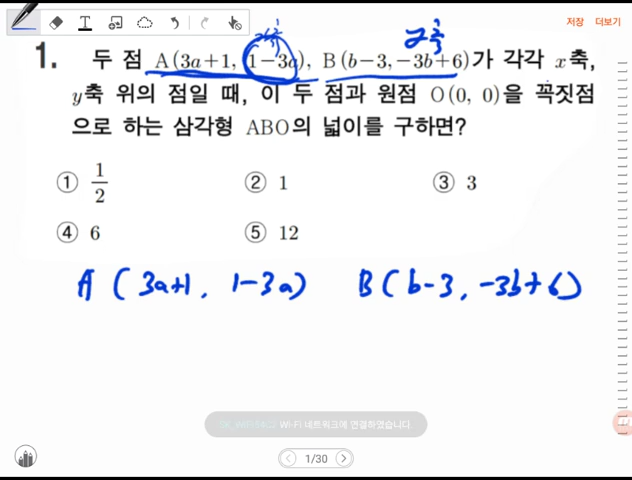 저장 더보기
1. 두 점 A(3a+1, 1-3a), B(b-3, -3b+6)가 각각 x축,
y축 위의 점일 때, 이 두 점과 원점 O(0, 0)을 꼭짓점
으로 하는 삼각형 ABO의 넓이를 구하면?
① 1/2 ② 1 ③ 3
④ 6 ⑤ 12
A (3a+1, 1-3a) B(b-3, -3b+6)
Wi-Fi 네트워크에 연결하였습니다
1/30